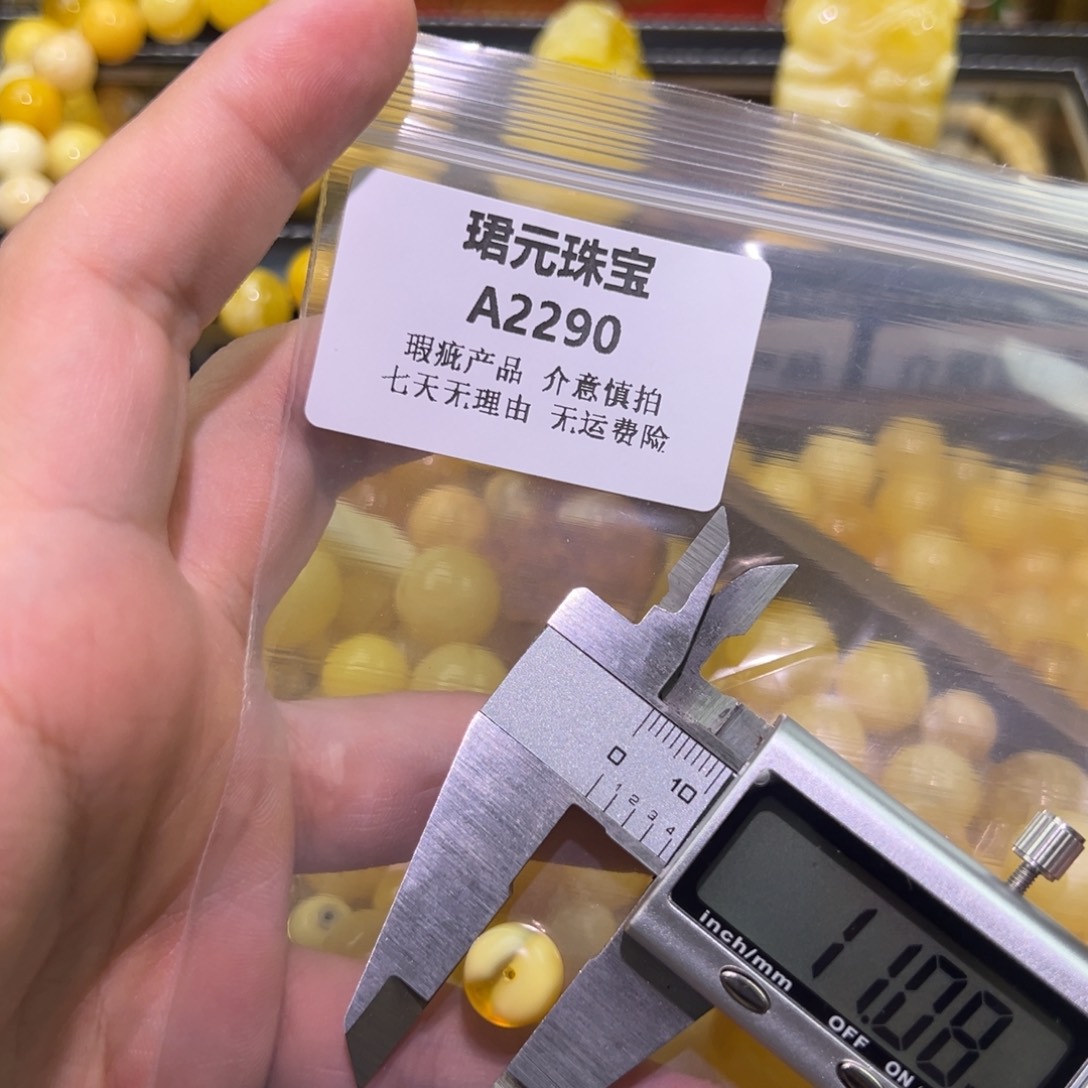 珺元珠宝
A2290
瑕疵产品 介意慎拍
七天无理由 无运费险
0 10
1 2 3 4
inch/mm
11.08
OFF
ON